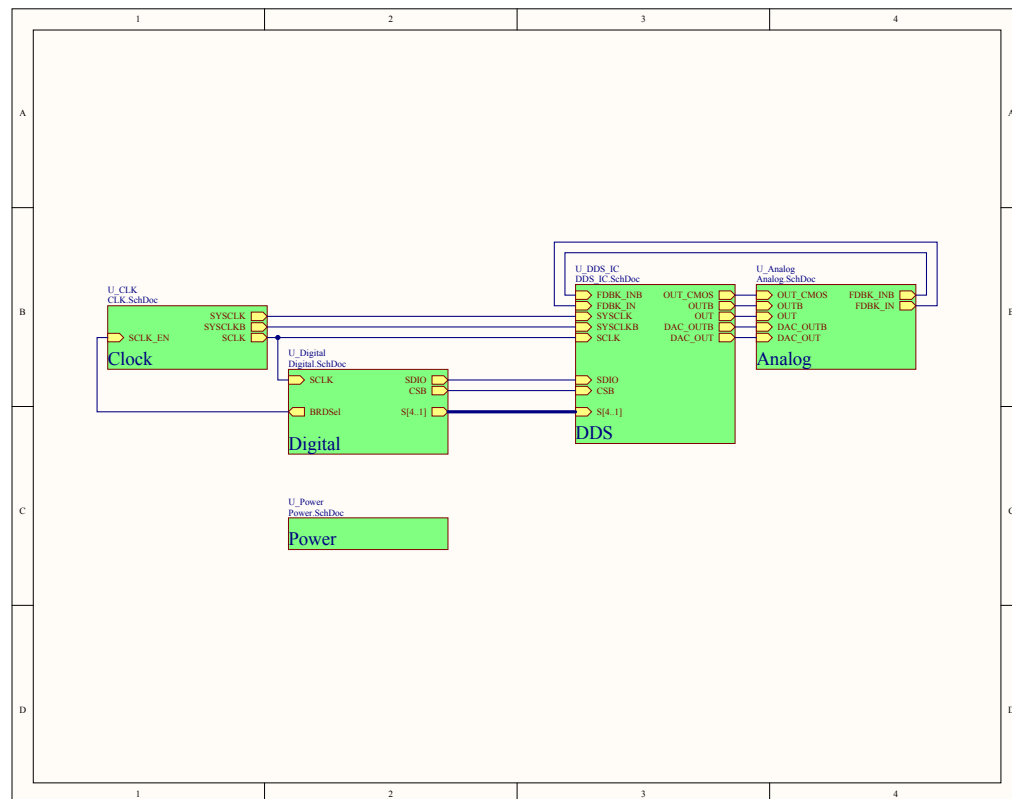 1 2 3 4
A A
B B
C C
D D
U_CLK
CLK.SchDoc
SYSCLK
SYSCLKB
SCLK_EN SCLK
Clock
U_Digital
Digital.SchDoc
SCLK SDIO
CSB
BRDSel S[4..1]
Digital
U_Power
Power.SchDoc
Power
U_DDS_IC
DDS_IC.SchDoc
FDBK_INB OUT_CMOS
FDBK_IN OUTB
SYSCLK OUT
SYSCLKB DAC_OUTB
SCLK DAC_OUT
SDIO
CSB
S[4..1]
DDS
U_Analog
Analog.SchDoc
OUT_CMOS FDBK_INB
OUTB FDBK_IN
OUT
DAC_OUTB
DAC_OUT
Analog
1 2 3 4